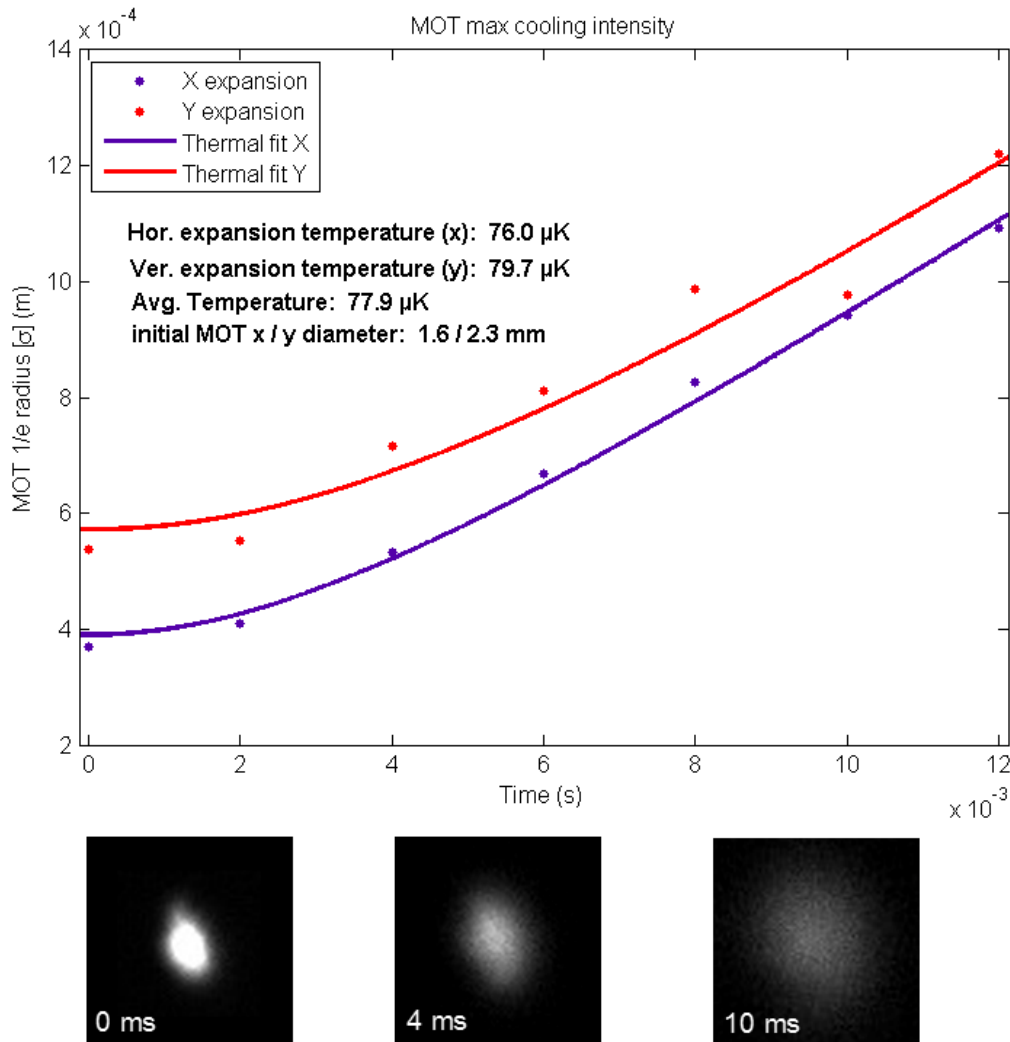 x 10⁻⁴
MOT max cooling intensity
14
12
10
8
6
4
2
MOT 1/e radius [σ] (m)
X expansion
Y expansion
Thermal fit X
Thermal fit Y
Hor. expansion temperature (x): 76.0 µK
Ver. expansion temperature (y): 79.7 µK
Avg. Temperature: 77.9 µK
initial MOT x / y diameter: 1.6 / 2.3 mm
0 2 4 6 8 10 12
Time (s)
x 10⁻³
0 ms 4 ms 10 ms